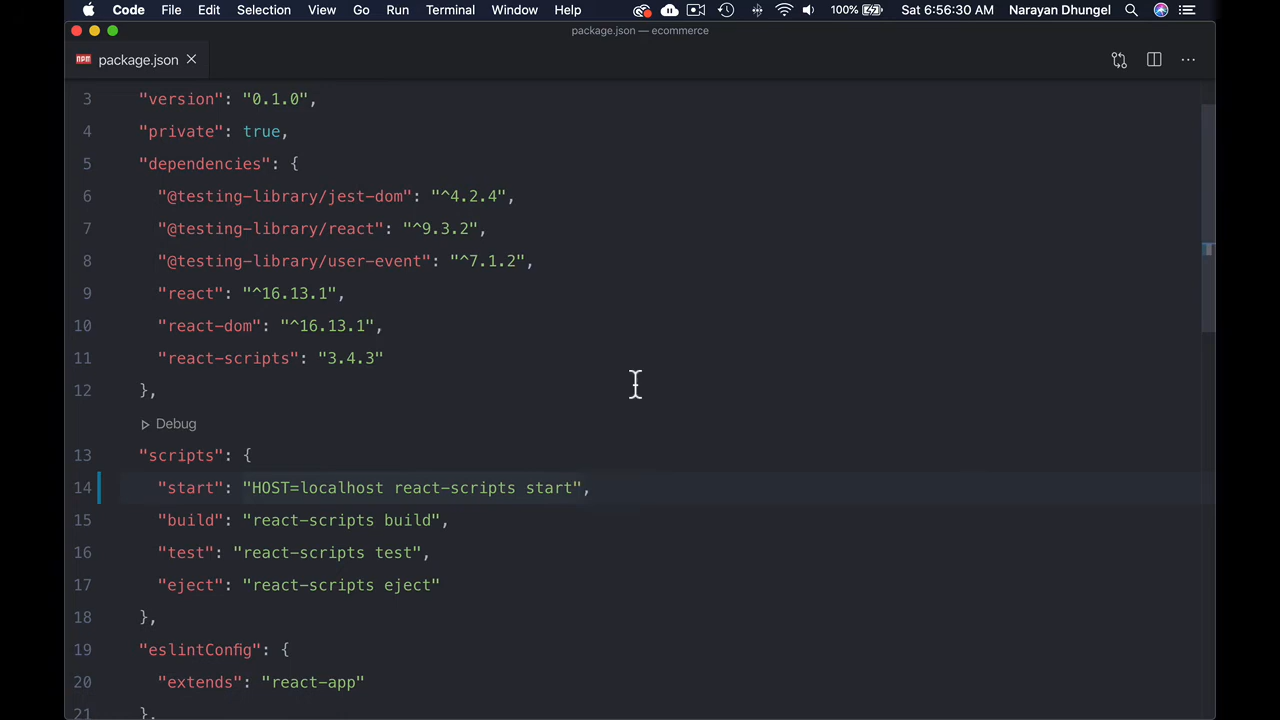 Code File Edit Selection View Go Run Terminal Window Help 100% Sat 6:56:30 AM Narayan Dhungel
package.json — ecommerce
package.json
3 "version": "0.1.0",
4 "private": true,
5 "dependencies": {
6 "@testing-library/jest-dom": "^4.2.4",
7 "@testing-library/react": "^9.3.2",
8 "@testing-library/user-event": "^7.1.2",
9 "react": "^16.13.1",
10 "react-dom": "^16.13.1",
11 "react-scripts": "3.4.3"
12 },
Debug
13 "scripts": {
14 "start": "HOST=localhost react-scripts start",
15 "build": "react-scripts build",
16 "test": "react-scripts test",
17 "eject": "react-scripts eject"
18 },
19 "eslintConfig": {
20 "extends": "react-app"
21 },